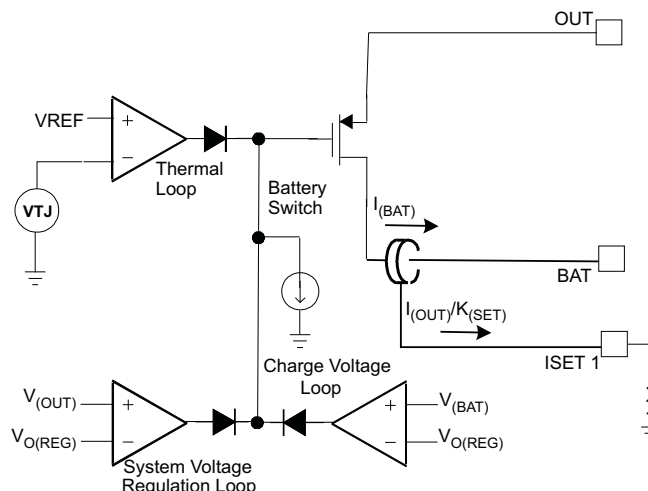 OUT
VREF
+
−
Thermal
Loop
VTJ
Battery
Switch
I(BAT)
BAT
I(OUT)/K(SET)
ISET 1
Charge Voltage
Loop
V(OUT)
+
VO(REG)
−
+
V(BAT)
−
VO(REG)
System Voltage
Regulation Loop